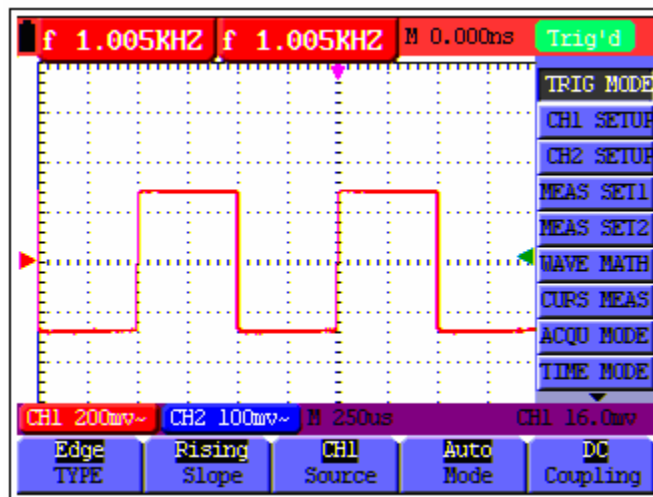 f 1.005KHZ f 1.005KHZ M 0.000ns Trig'd
TRIG MODE
CH1 SETUP
CH2 SETUP
MEAS SET1
MEAS SET2
WAVE MATH
CURS MEAS
ACQU MODE
TIME MODE
CH1 200mv~ CH2 100mv~ M 250us CH1 16.0mv
Edge Rising CH1 Auto DC
TYPE Slope Source Mode Coupling